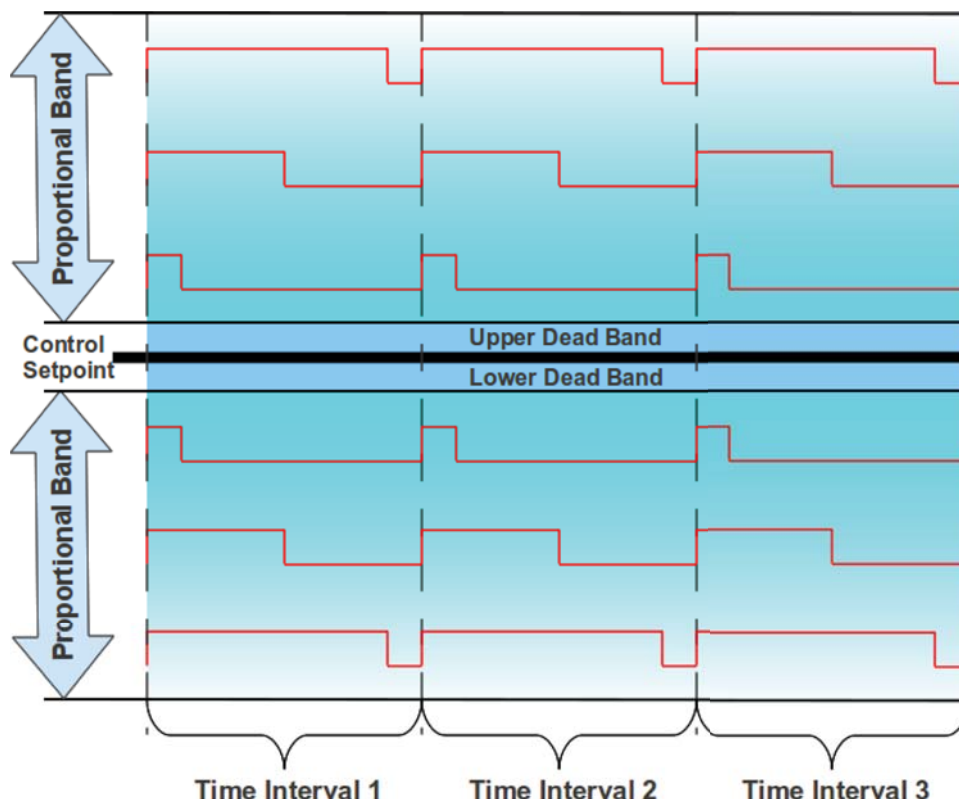 Proportional Band
Upper Dead Band
Control
Setpoint
Lower Dead Band
Proportional Band
Time Interval 1
Time Interval 2
Time Interval 3